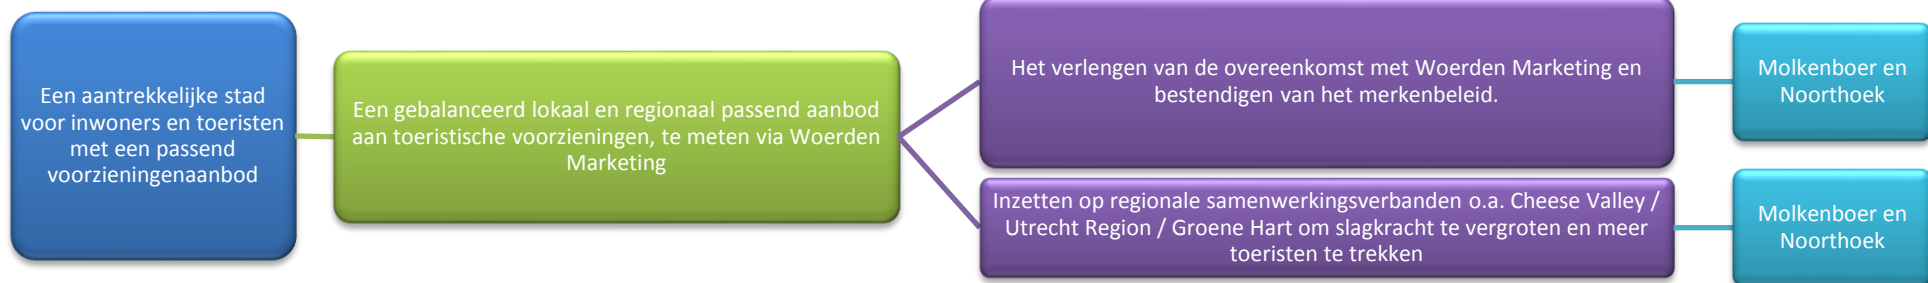 Een aantrekkelijke stad
voor inwoners en toeristen
met een passend
voorzieningenaanbod
Een gebalanceerd lokaal en regionaal passend aanbod
aan toeristische voorzieningen, te meten via Woerden
Marketing
Het verlengen van de overeenkomst met Woerden Marketing en
bestendigen van het merkenbeleid.
Molkenboer en
Noorthoek
Inzetten op regionale samenwerkingsverbanden o.a. Cheese Valley /
Utrecht Region / Groene Hart om slagkracht te vergroten en meer
toeristen te trekken
Molkenboer en
Noorthoek